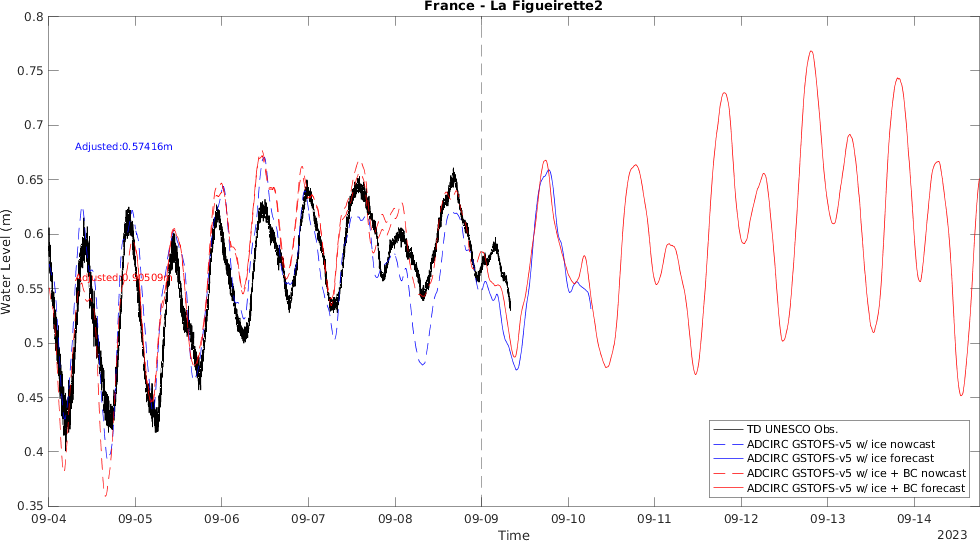 France - La Figueirette2
0.8
0.75
0.7
0.65
0.6
0.55
0.5
0.45
0.4
0.35
Water Level (m)
Adjusted:0.57416m
Adjusted:0.90509m
TD UNESCO Obs.
ADCIRC GSTOFS-v5 w/ ice nowcast
ADCIRC GSTOFS-v5 w/ ice forecast
ADCIRC GSTOFS-v5 w/ ice + BC nowcast
ADCIRC GSTOFS-v5 w/ ice + BC forecast
09-04 09-05 09-06 09-07 09-08 09-09 09-10 09-11 09-12 09-13 09-14
Time
2023